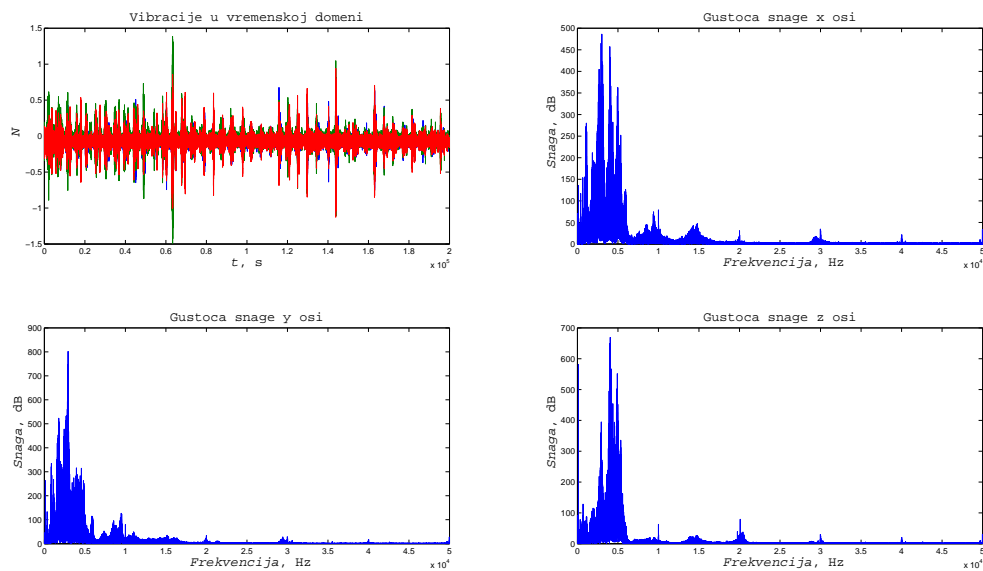 Vibracije u vremenskoj domeni
1.5
1
0.5
0
−0.5
−1
−1.5
N
0 0.2 0.4 0.6 0.8 1 1.2 1.4 1.6 1.8 2
x 10^5
t, s
Gustoca snage x osi
500
450
400
350
300
250
200
150
100
50
0
Snaga, dB
0 0.5 1 1.5 2 2.5 3 3.5 4 4.5 5
x 10^4
Frekvencija, Hz
Gustoca snage y osi
900
800
700
600
500
400
300
200
100
0
Snaga, dB
0 0.5 1 1.5 2 2.5 3 3.5 4 4.5 5
x 10^4
Frekvencija, Hz
Gustoca snage z osi
700
600
500
400
300
200
100
0
Snaga, dB
0 0.5 1 1.5 2 2.5 3 3.5 4 4.5 5
x 10^4
Frekvencija, Hz